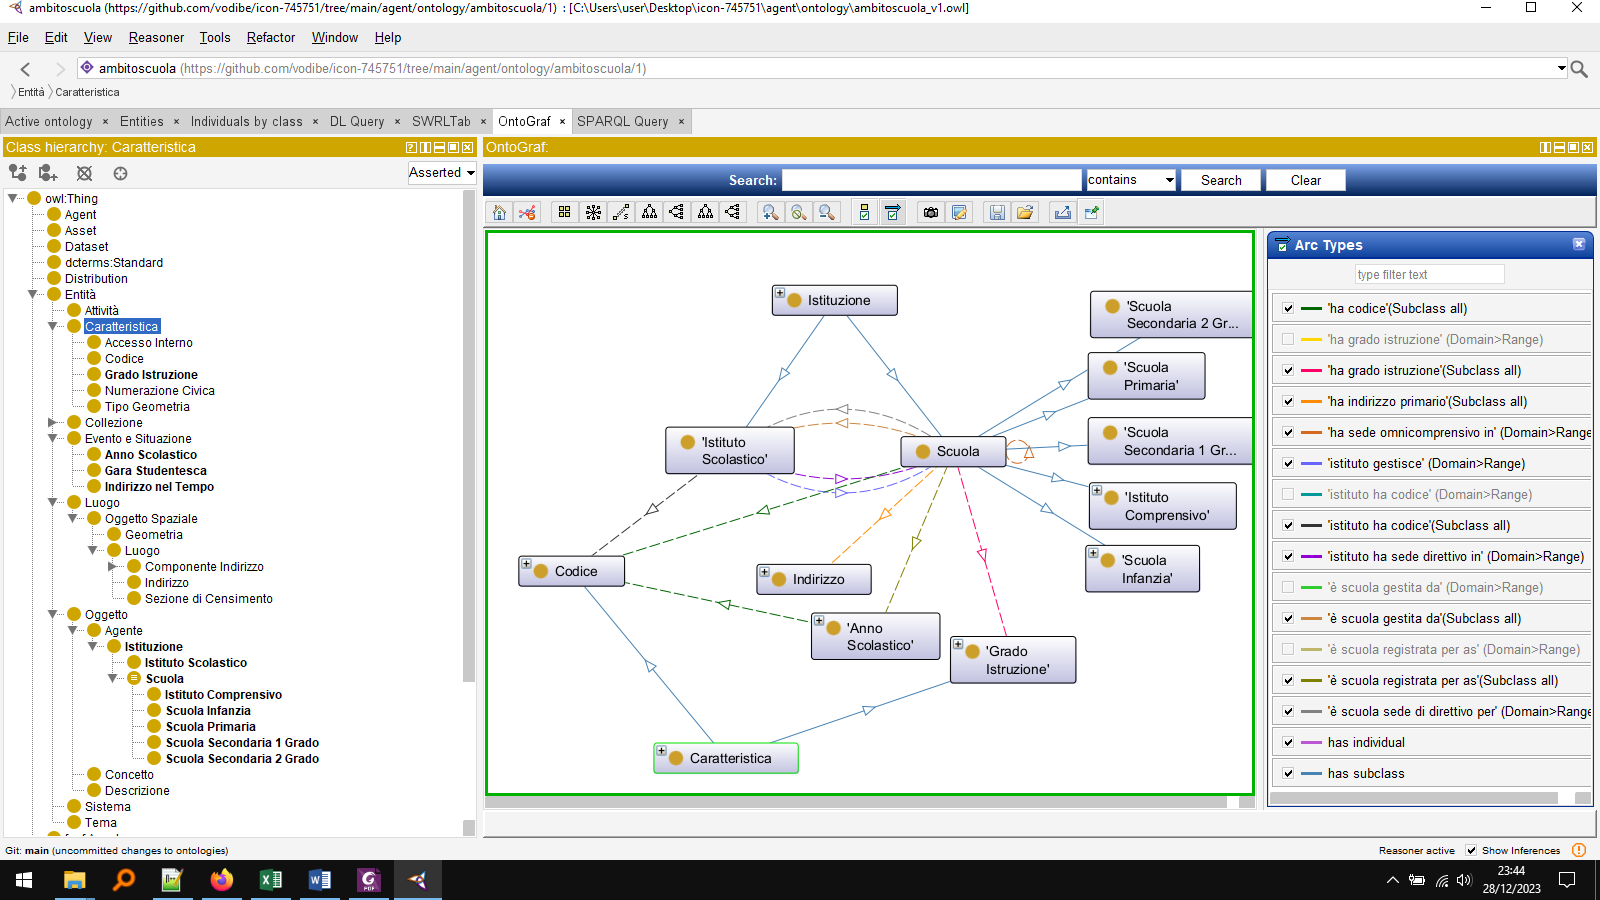 ambitoscuola (https://github.com/vodibe/icon-745751/tree/main/agent/ontology/ambitoscuola/1) : [C:\Users\user\Desktop\icon-745751\agent\ontology\ambitoscuola_v1.owl]
File Edit View Reasoner Tools Refactor Window Help
ambitoscuola (https://github.com/vodibe/icon-745751/tree/main/agent/ontology/ambitoscuola/1)
Entità Caratteristica
Active ontology × Entities × Individuals by class × DL Query × SWRLTab × OntoGraf × SPARQL Query ×
Class hierarchy: Caratteristica
Asserted
owl:Thing
Agent
Asset
Dataset
dcterms:Standard
Distribution
Entità
Attività
Caratteristica
Accesso Interno
Codice
Grado Istruzione
Numerazione Civica
Tipo Geometria
Collezione
Evento e Situazione
Anno Scolastico
Gara Studentesca
Indirizzo nel Tempo
Luogo
Oggetto Spaziale
Geometria
Luogo
Componente Indirizzo
Indirizzo
Sezione di Censimento
Oggetto
Agente
Istituzione
Istituto Scolastico
Scuola
Istituto Comprensivo
Scuola Infanzia
Scuola Primaria
Scuola Secondaria 1 Grado
Scuola Secondaria 2 Grado
Concetto
Descrizione
Sistema
Tema
OntoGraf:
Search: contains Search Clear
Istituzione
'Scuola
Secondaria 2 Gr...
'Scuola
Primaria'
'Istituto
Scolastico'
Scuola
'Scuola
Secondaria 1 Gr...
'Istituto
Comprensivo'
'Scuola
Infanzia'
Codice
Indirizzo
'Anno
Scolastico'
'Grado
Istruzione'
Caratteristica
Arc Types
type filter text
'ha codice'(Subclass all)
'ha grado istruzione' (Domain>Range)
'ha grado istruzione'(Subclass all)
'ha indirizzo primario'(Subclass all)
'ha sede omnicomprensivo in' (Domain>Range
'istituto gestisce' (Domain>Range)
'istituto ha codice' (Domain>Range)
'istituto ha codice'(Subclass all)
'istituto ha sede direttivo in' (Domain>Range)
'è scuola gestita da' (Domain>Range)
'è scuola gestita da'(Subclass all)
'è scuola registrata per as' (Domain>Range)
'è scuola registrata per as'(Subclass all)
'è scuola sede di direttivo per' (Domain>Range
has individual
has subclass
Git: main (uncommitted changes to ontologies)
Reasoner active Show Inferences
23:44
28/12/2023